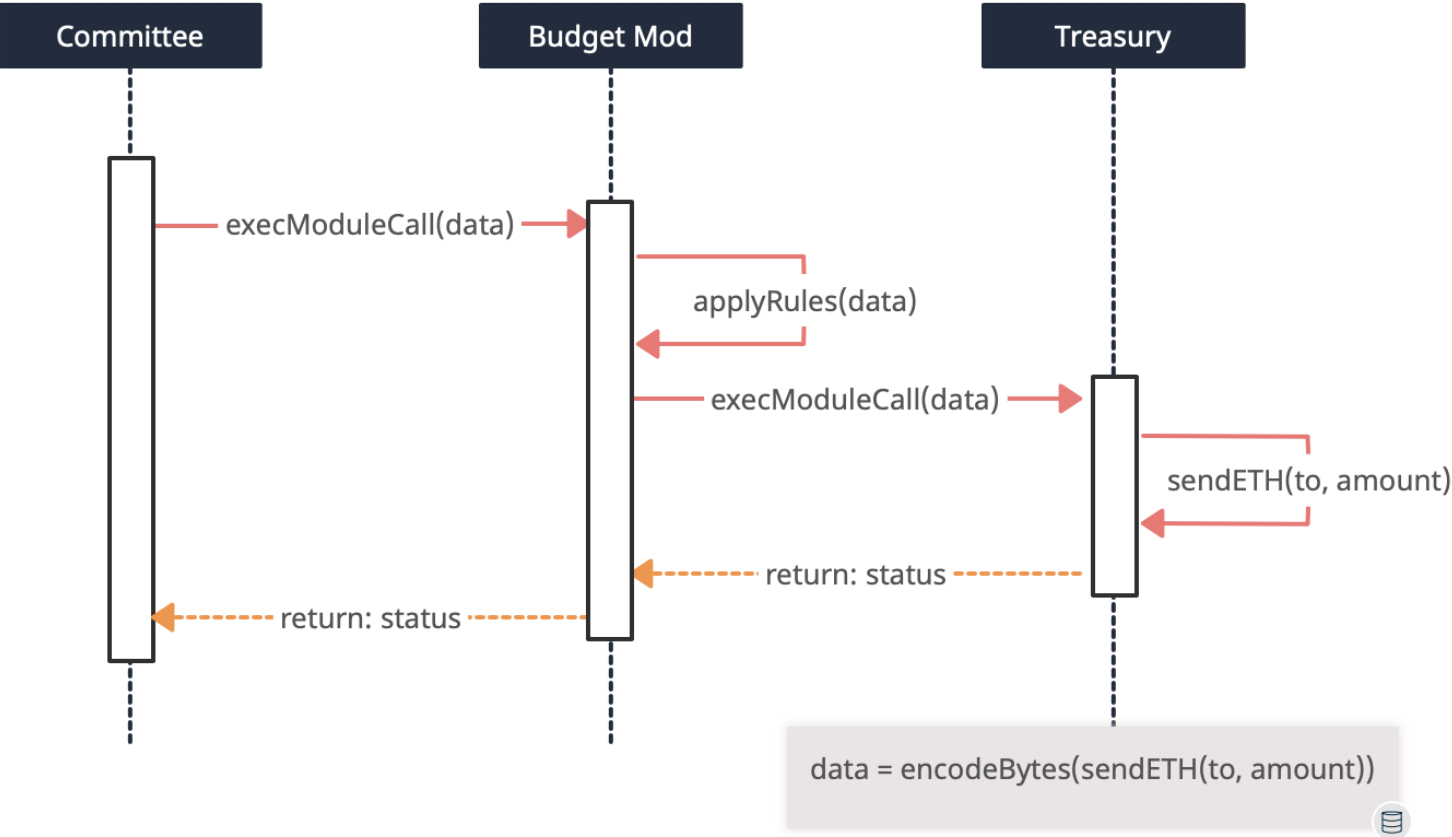 Committee
Budget Mod
Treasury
execModuleCall(data)
applyRules(data)
execModuleCall(data)
sendETH(to, amount)
return: status
return: status
data = encodeBytes(sendETH(to, amount))